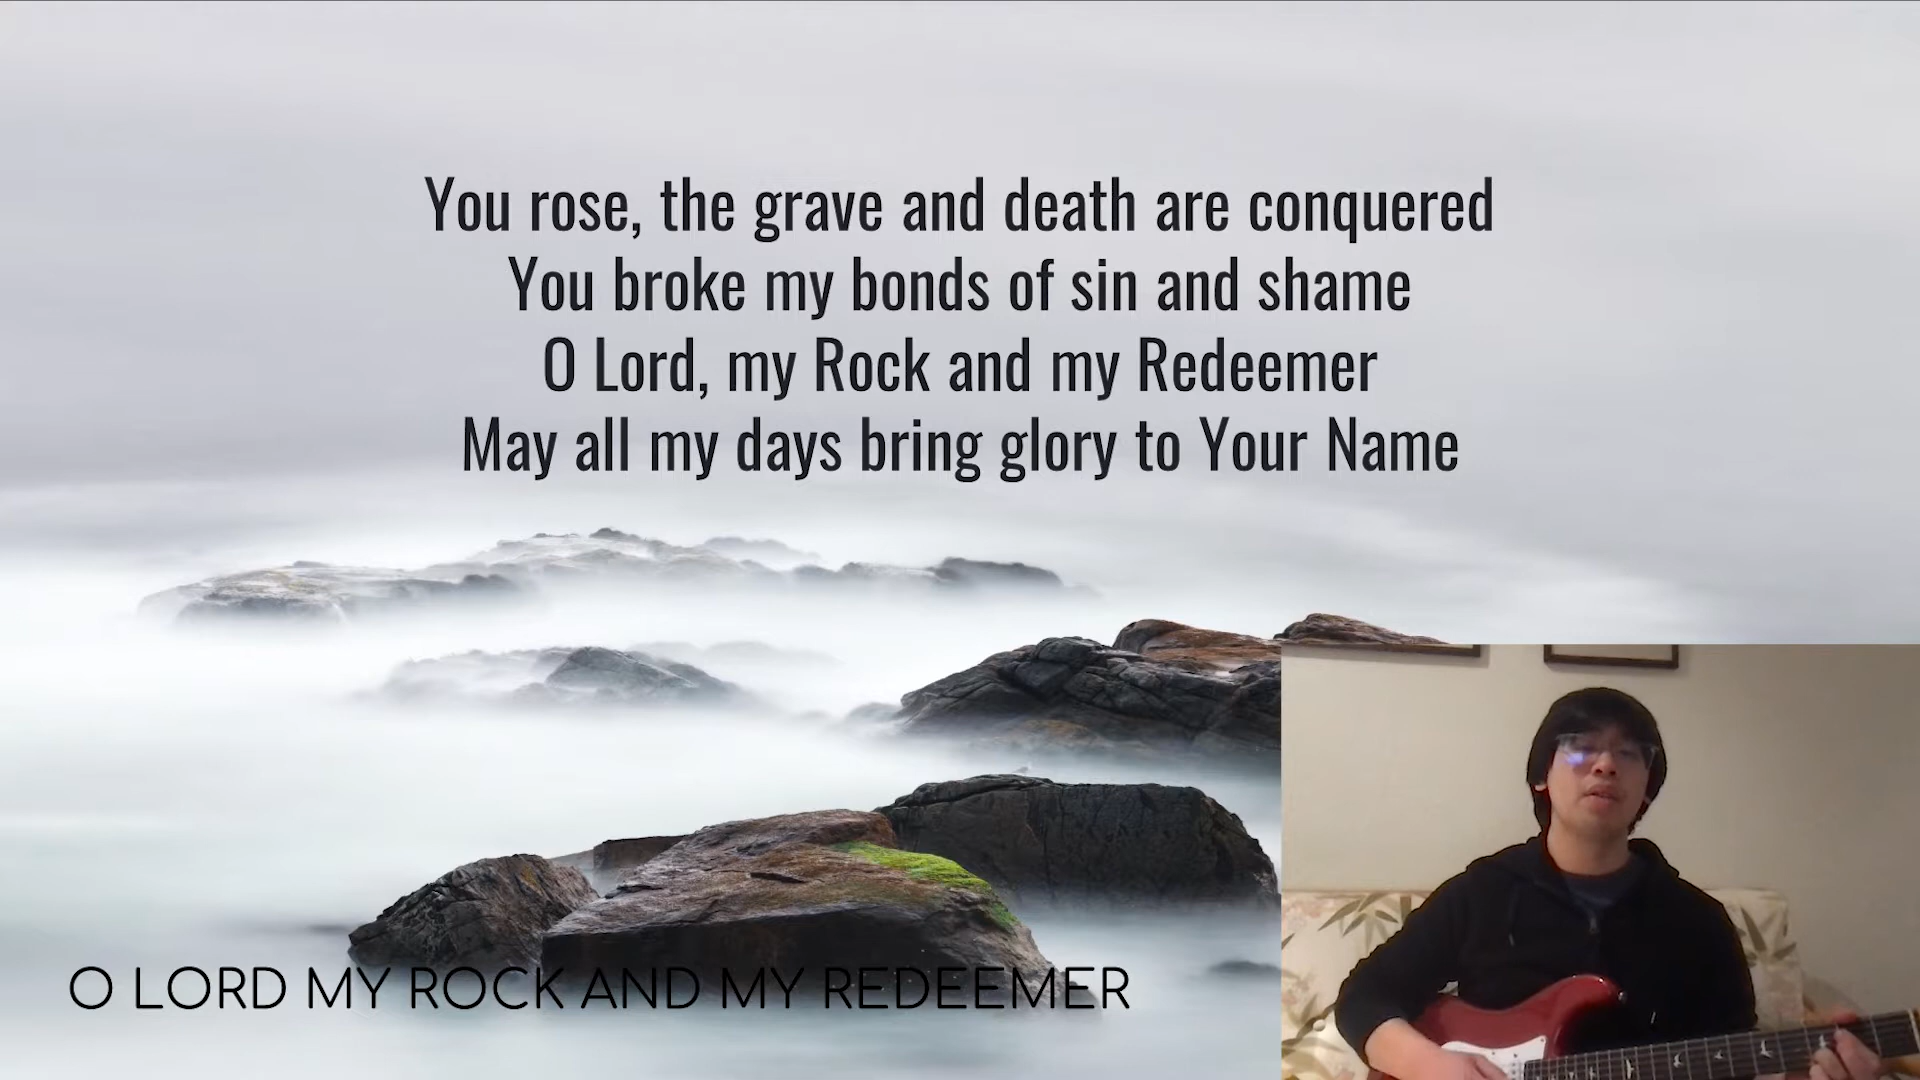 You rose, the grave and death are conquered
You broke my bonds of sin and shame
O Lord, my Rock and my Redeemer
May all my days bring glory to Your Name
O LORD MY ROCK AND MY REDEEMER